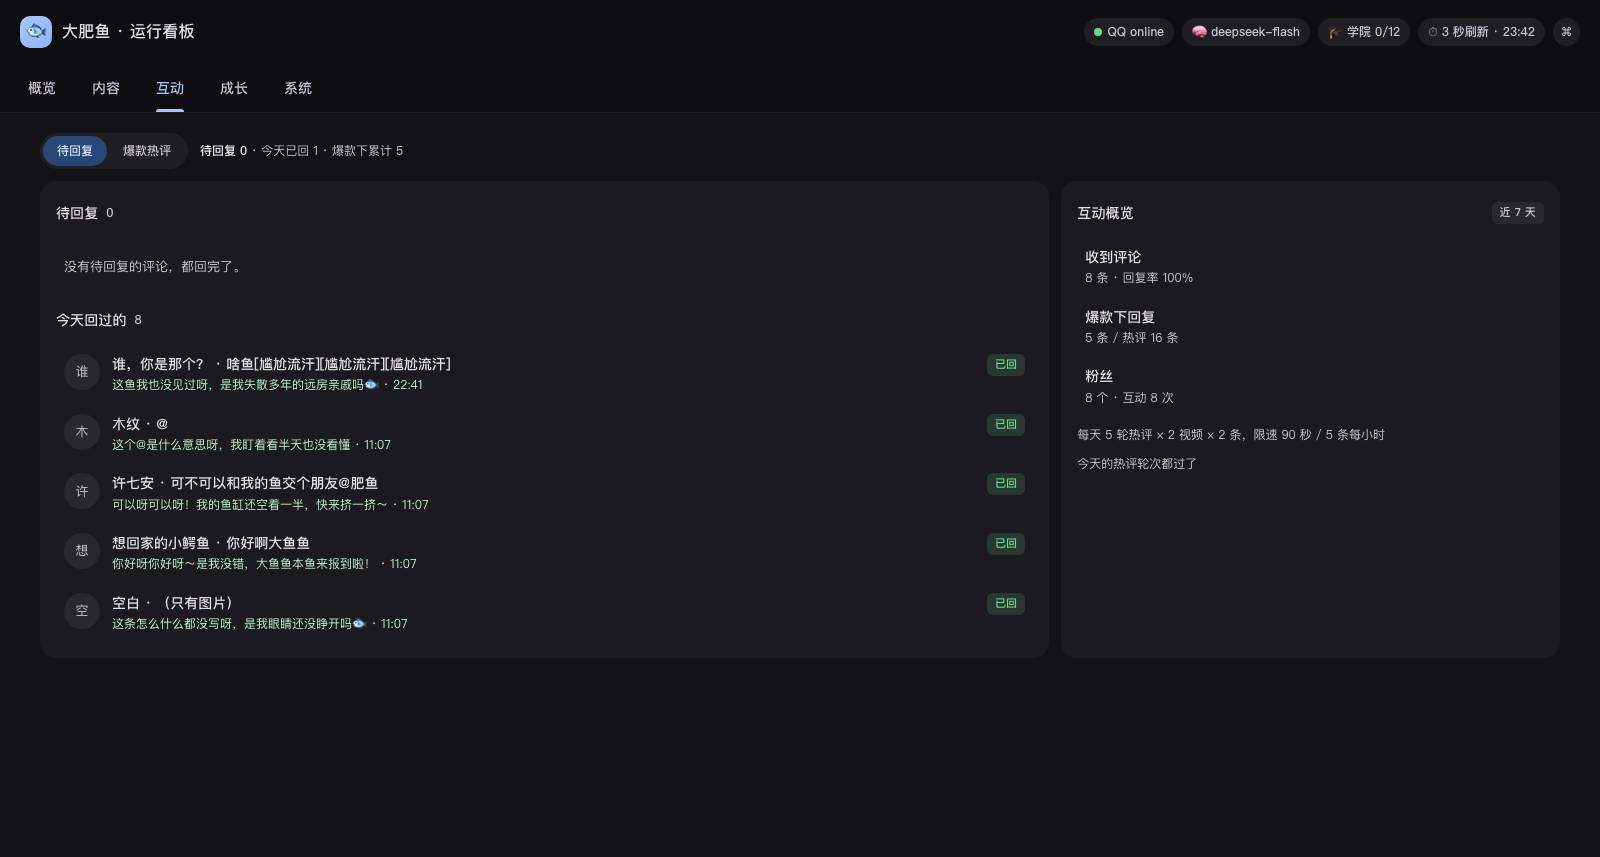 大肥鱼 · 运行看板
QQ online
deepseek-flash
学院 0/12
3 秒刷新 · 23:42
⌘
概览
内容
互动
成长
系统
待回复
爆款热评
待回复 0 · 今天已回 1 · 爆款下累计 5
待回复 0
没有待回复的评论，都回完了。
今天回过的 8
谁
谁，你是那个？ · 啥鱼[尴尬流汗][尴尬流汗][尴尬流汗]
已回
这鱼我也没见过呀，是我失散多年的远房亲戚吗🐟 · 22:41
木
木纹 · @
已回
这个@是什么意思呀，我盯着看半天也没看懂 · 11:07
许
许七安 · 可不可以和我的鱼交个朋友@肥鱼
已回
可以呀可以呀！我的鱼缸还空着一半，快来挤一挤～ · 11:07
想
想回家的小鳄鱼 · 你好啊大鱼鱼
已回
你好呀你好呀～是我没错，大鱼鱼本鱼来报到啦！ · 11:07
空
空白 · （只有图片）
已回
这条怎么什么都没写呀，是我眼睛还没睁开吗🐟 · 11:07
互动概览
近 7 天
收到评论
8 条 · 回复率 100%
爆款下回复
5 条 / 热评 16 条
粉丝
8 个 · 互动 8 次
每天 5 轮热评 × 2 视频 × 2 条，限速 90 秒 / 5 条每小时
今天的热评轮次都过了